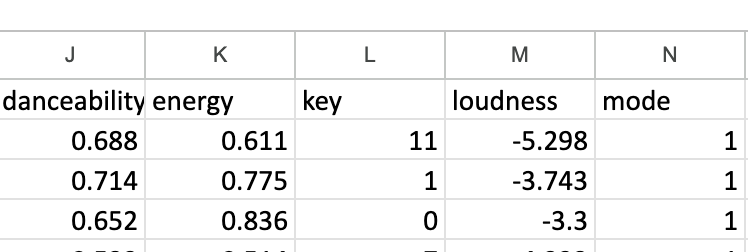 J K L M N
danceability energy key loudness mode
0.688 0.611 11 -5.298 1
0.714 0.775 1 -3.743 1
0.652 0.836 0 -3.3 1